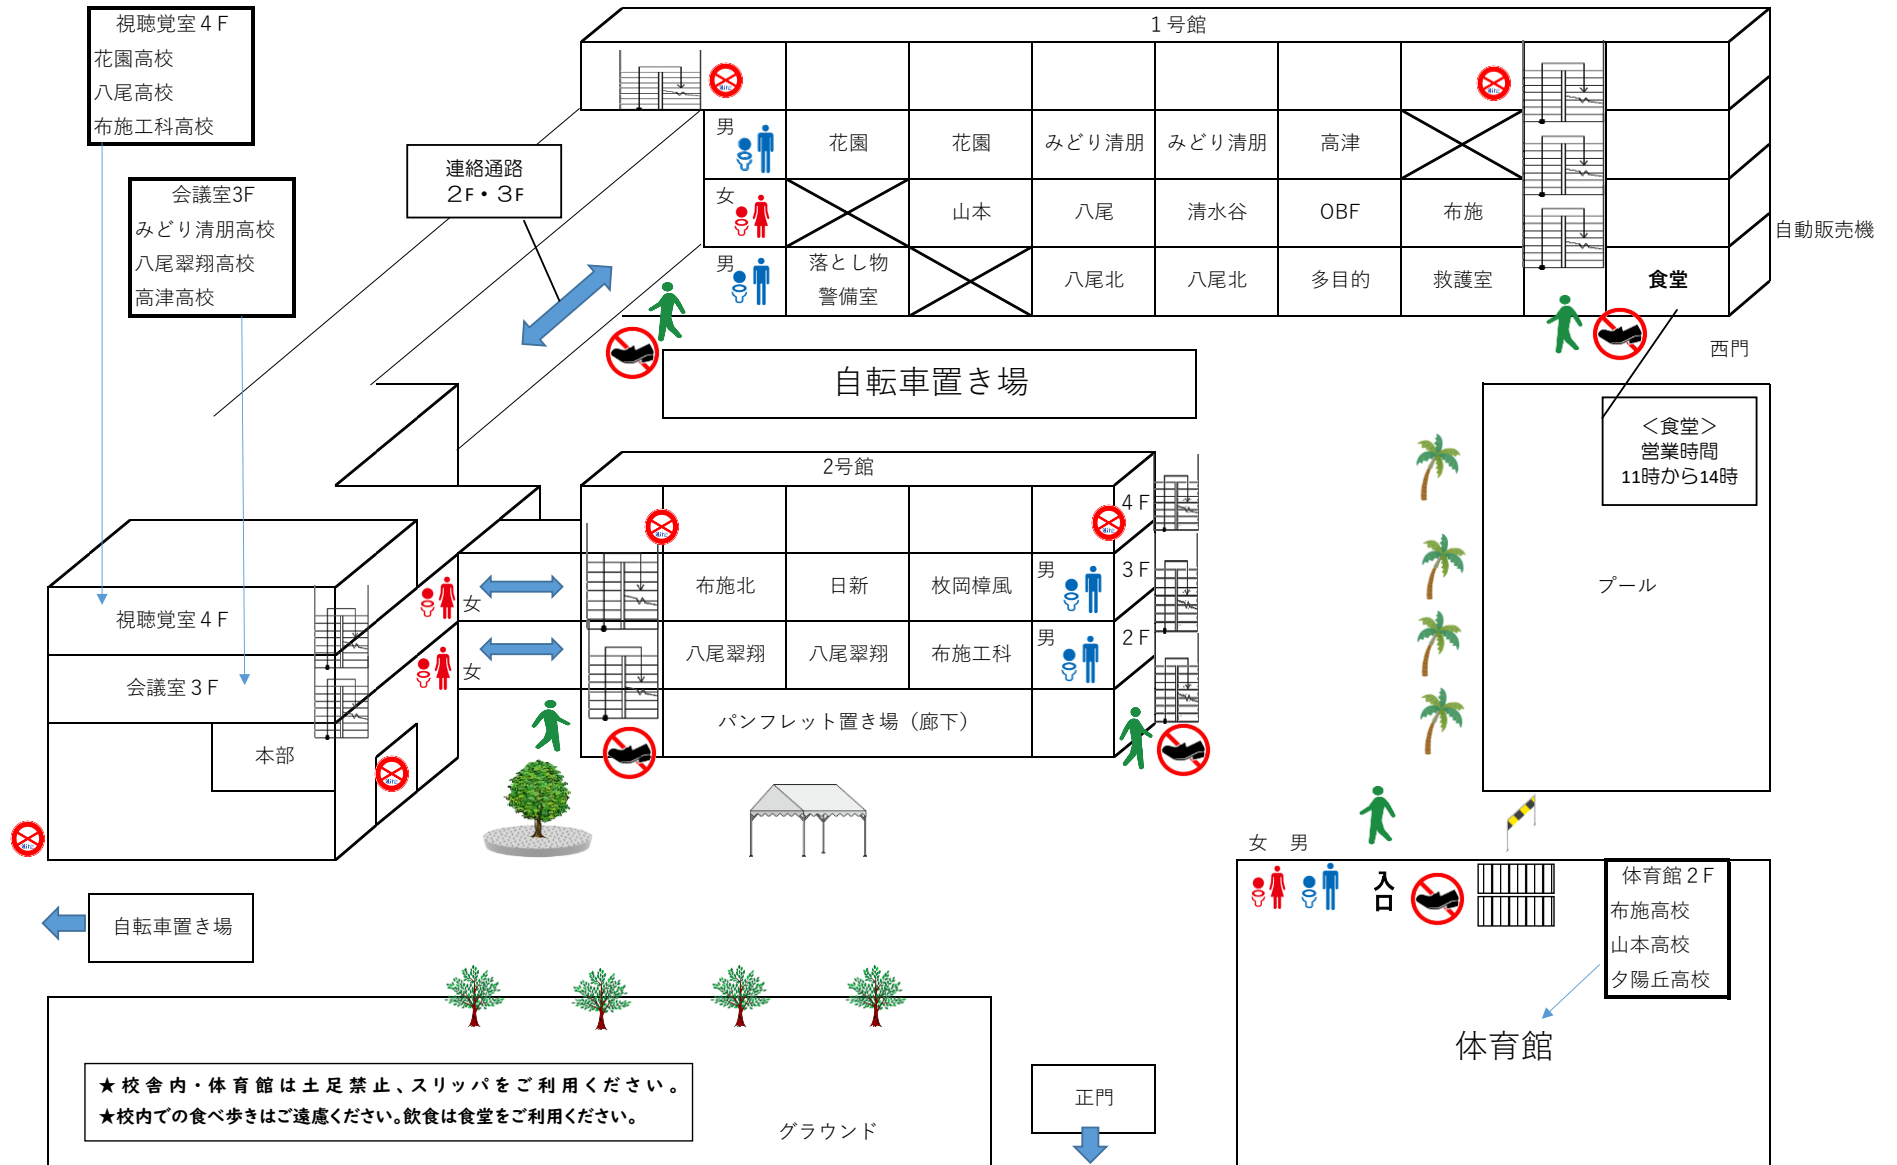 視聴覚室４Ｆ
花園高校
八尾高校
布施工科高校
会議室3F
みどり清朋高校
八尾翠翔高校
高津高校
連絡通路
２F・３F
１号館
男
花園
花園
みどり清朋
みどり清朋
高津
女
山本
八尾
清水谷
OBF
布施
男
落とし物
警備室
八尾北
八尾北
多目的
救護室
食堂
自動販売機
西門
自転車置き場
＜食堂＞
営業時間
11時から14時
2号館
４Ｆ
女
布施北
日新
枚岡樟風
男
３Ｆ
女
八尾翠翔
八尾翠翔
布施工科
男
２Ｆ
パンフレット置き場（廊下）
視聴覚室４Ｆ
会議室３Ｆ
本部
プール
女
男
入口
体育館２Ｆ
布施高校
山本高校
夕陽丘高校
体育館
自転車置き場
★校舎内・体育館は土足禁止、スリッパをご利用ください。
★校内での食べ歩きはご遠慮ください。飲食は食堂をご利用ください。
グラウンド
正門